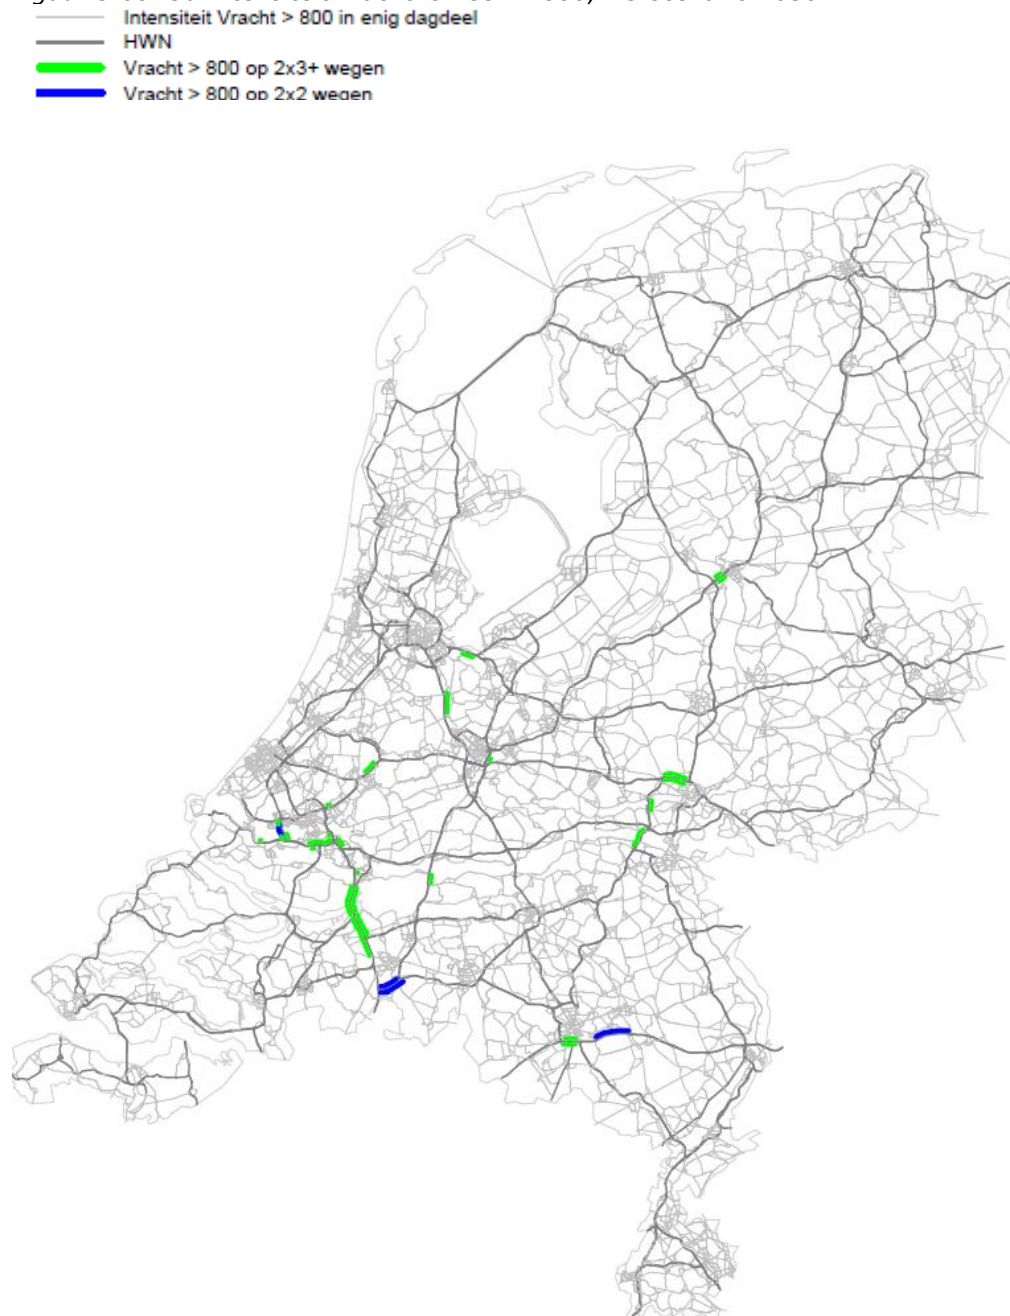 Intensiteit Vracht > 800 in enig dagdeel
HWN
Vracht > 800 op 2x3+ wegen
Vracht > 800 op 2x2 wegen